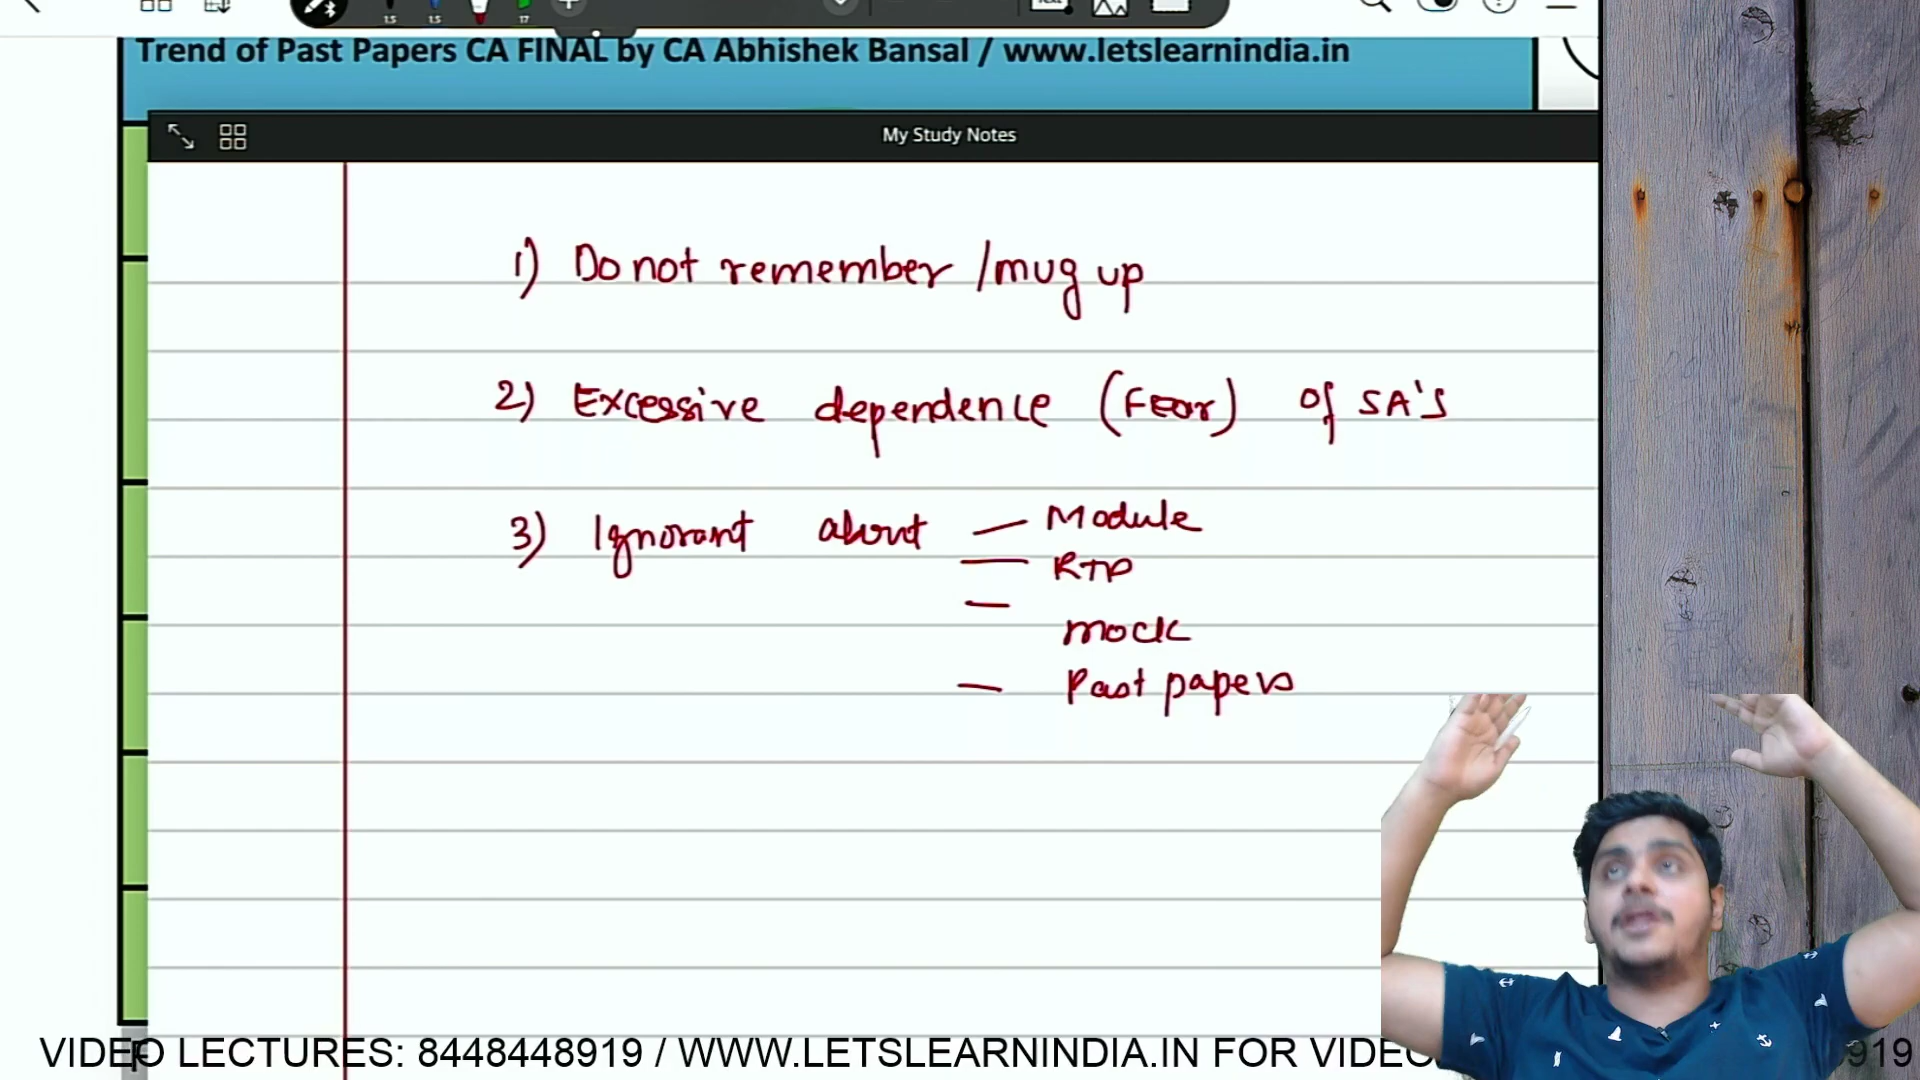 Trend of Past Papers CA FINAL by CA Abhishek Bansal / www.letslearnindia.in
My Study Notes
1) Do not remember /mug up
2) Excessive dependence (Fear) of SA's
3) Ignorant about — Module
— RTP
— mock
— Past papers
VIDEO LECTURES: 8448448919 / WWW.LETSLEARNINDIA.IN FOR VIDEO 919